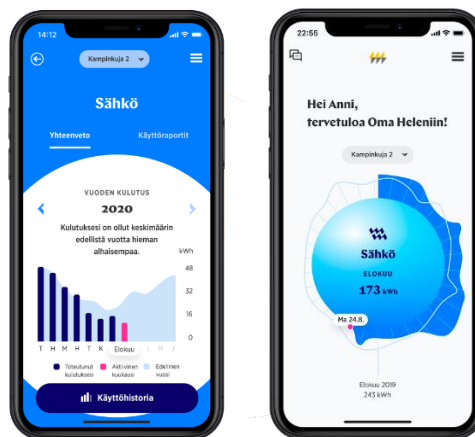 14:12
Kampinkuja 2
Sähkö
Yhteenveto
Käyttöraportit
VUODEN KULUTUS
2020
Kulutuksesi on ollut keskimäärin
edellistä vuotta hieman
alhaisempaa.
kWh
48
32
16
0
T H M H T K Elokuu L M J
Toteutunut
kulutuksesi
Aktiivinen
kuukausi
Edellinen
vuosi
Käyttöhistoria
22:55
Hei Anni,
tervetuloa Oma Heleniin!
Kampinkuja 2
Sähkö
ELOKUU
173 kWh
Ma 24.8.
Elokuu 2019
243 kWh